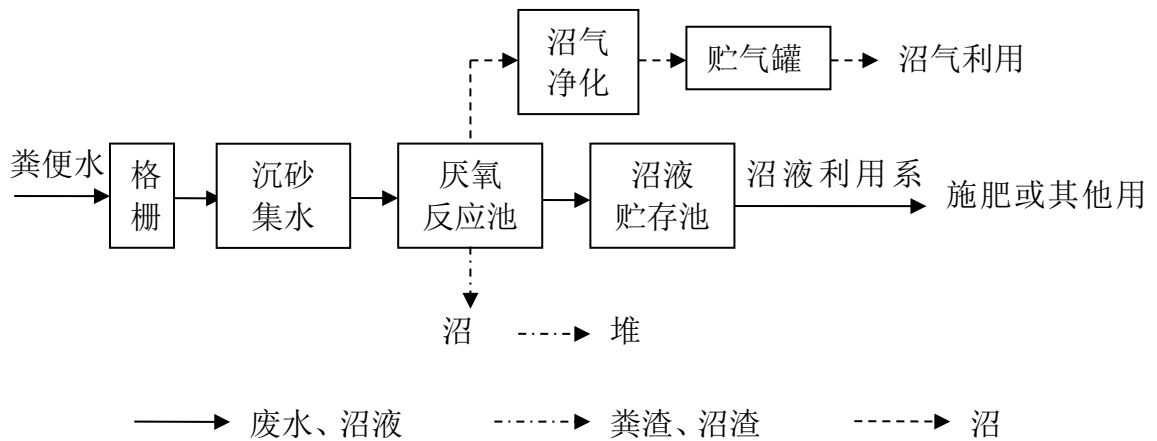 沼气
净化
贮气罐
沼气利用
粪便水
格
栅
沉砂
集水
厌氧
反应池
沼液
贮存池
沼液利用系
施肥或其他用
沼
堆
废水、沼液
粪渣、沼渣
沼